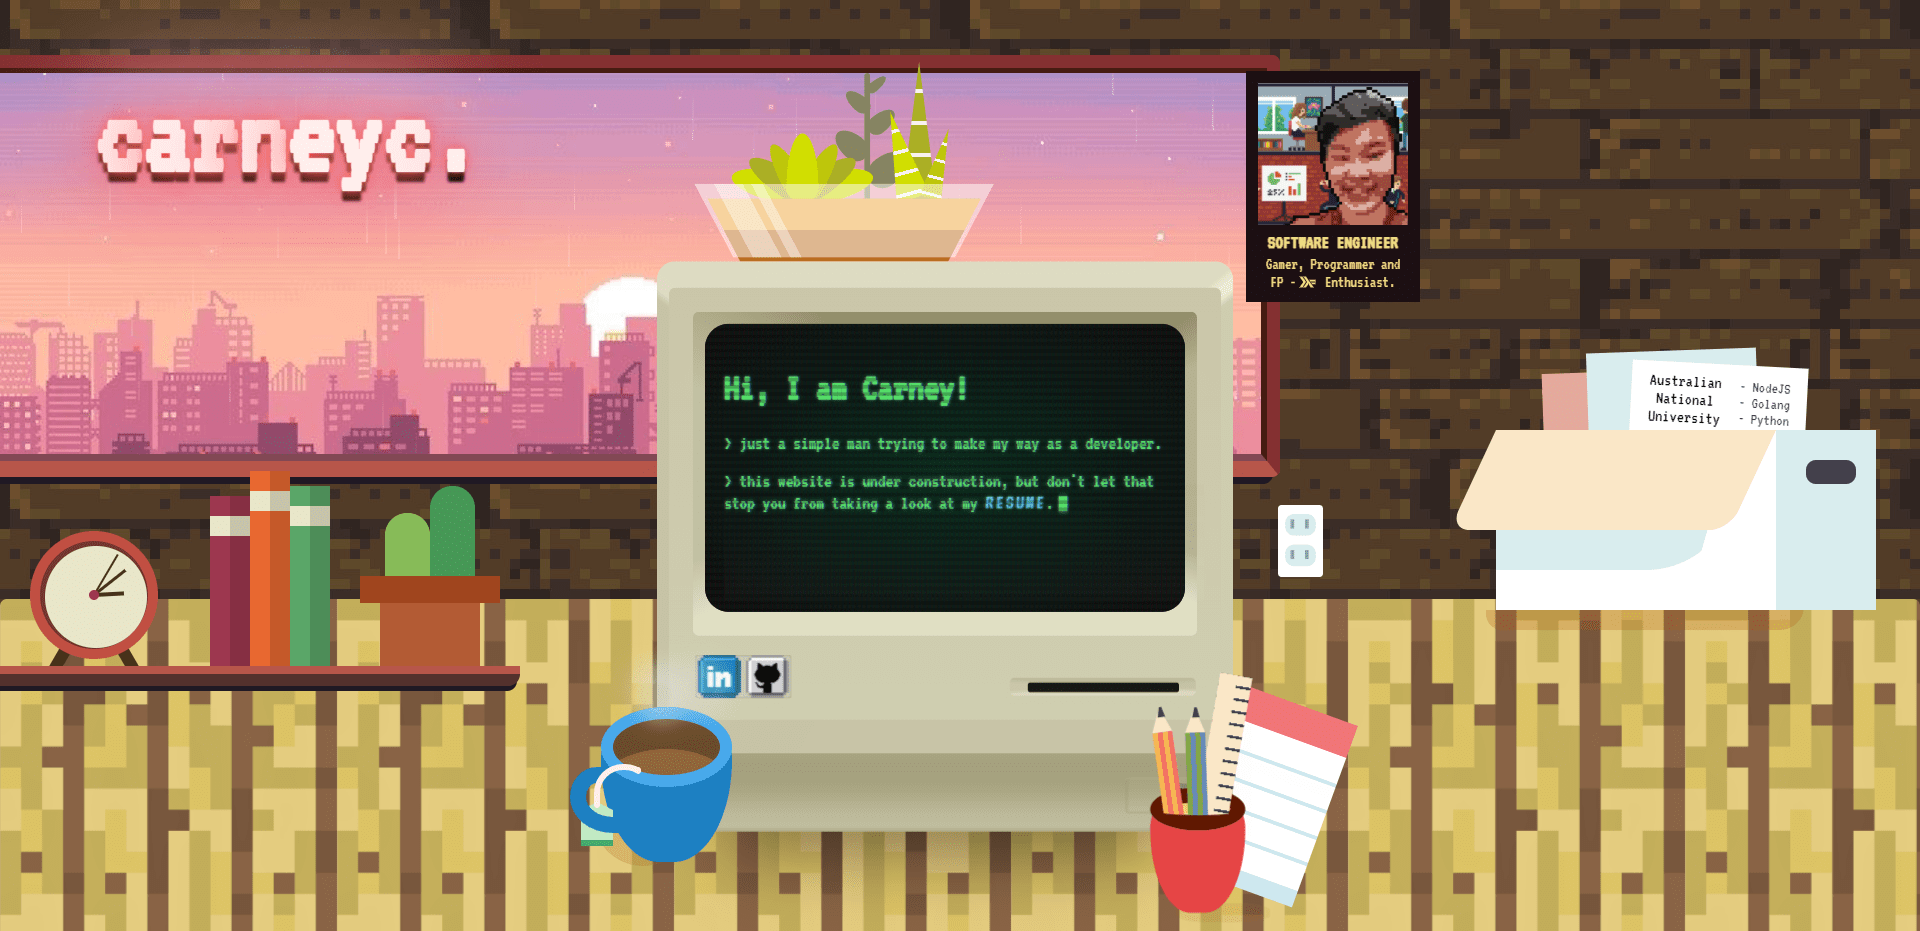 carneyc.
SOFTWARE ENGINEER
Gamer, Programmer and
FP - Enthusiast.
Hi, I am Carney!
> just a simple man trying to make my way as a developer.
> this website is under construction, but don't let that
stop you from taking a look at my RESUME.
Australian
National
University
- NodeJS
- Golang
- Python
in